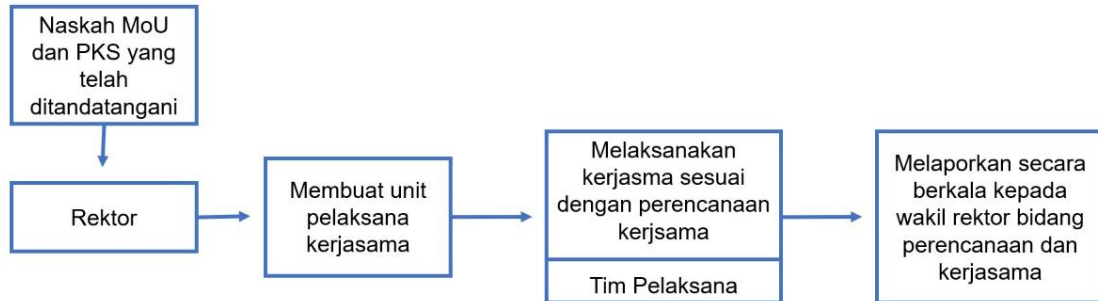 Naskah MoU
dan PKS yang
telah
ditandatangani
Rektor
Membuat unit
pelaksana
kerjasama
Melaksanakan
kerjasma sesuai
dengan perencanaan
kerjsama
Tim Pelaksana
Melaporkan secara
berkala kepada
wakil rektor bidang
perencanaan dan
kerjasama